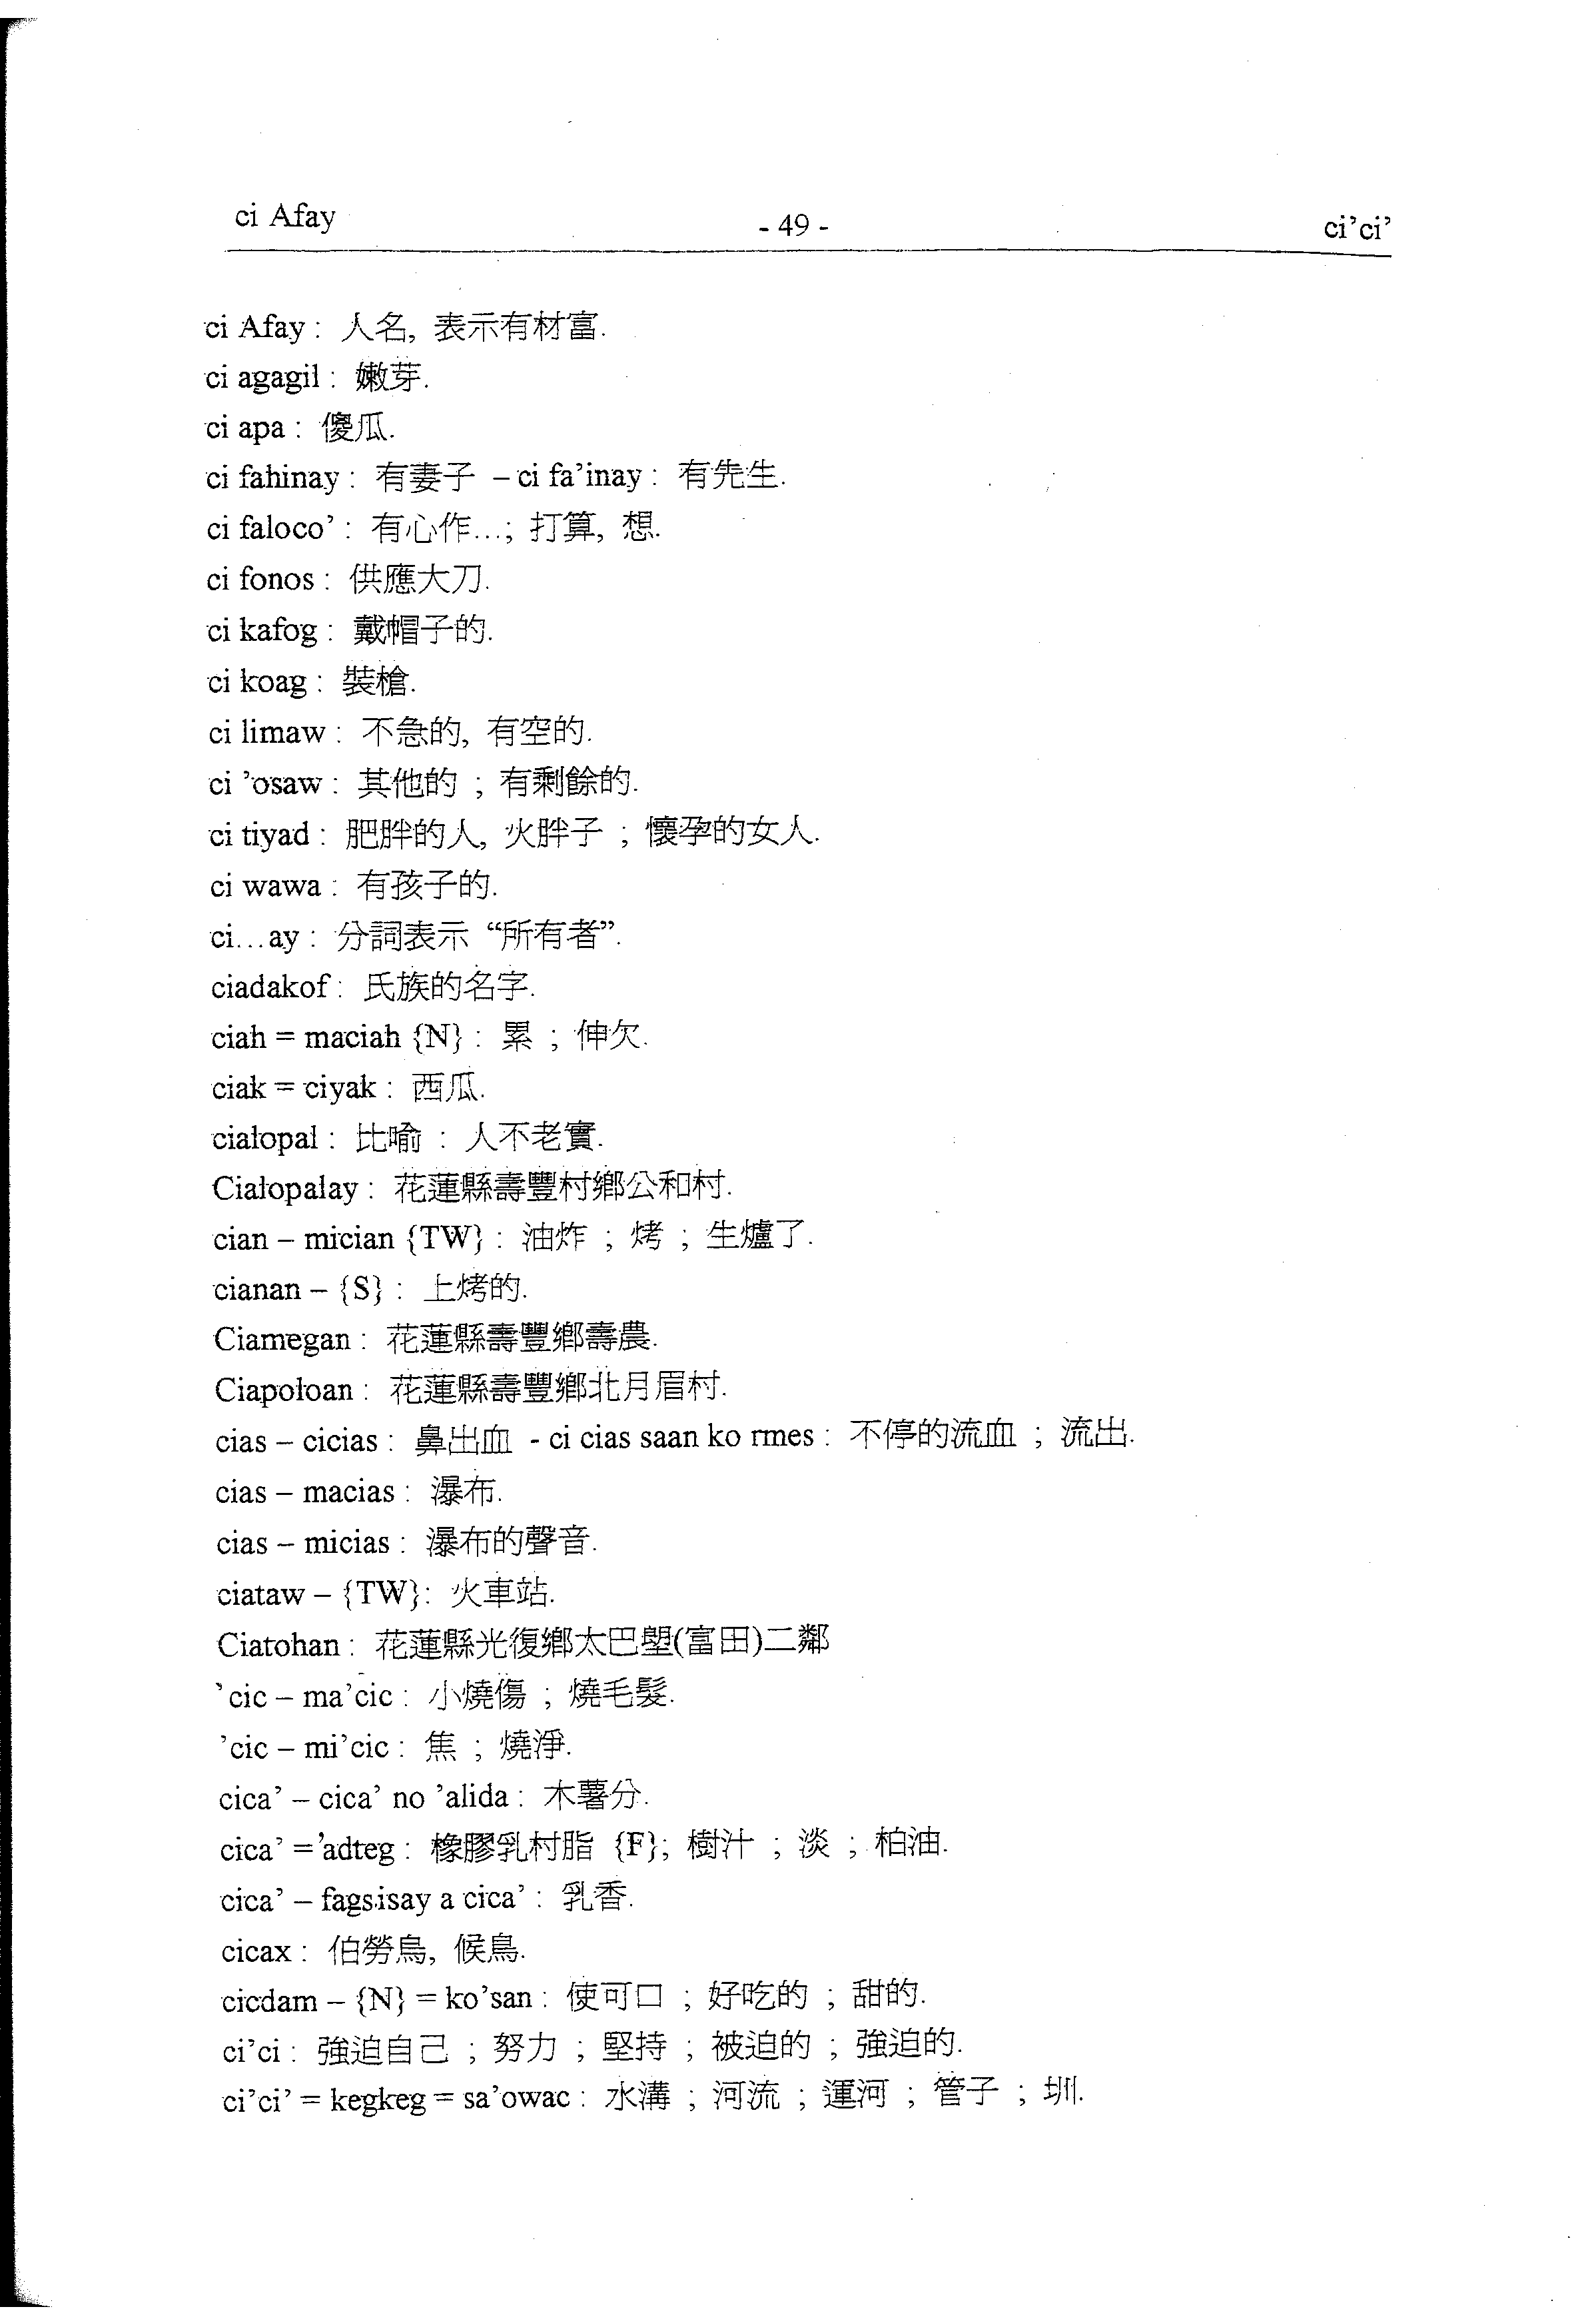 ci Afay - 49 - ci’ci’
ci Afay : 人名, 表示有材富.
ci agagil : 嫩芽.
ci apa : 傻瓜.
ci fahinay : 有妻子 – ci fa’inay : 有先生.
ci faloco’ : 有心作...; 打算, 想.
ci fonos : 供應大刀.
ci kafog : 戴帽子的.
ci koag : 裝槍.
ci limaw : 不急的, 有空的.
ci ’osaw : 其他的 ; 有剩餘的.
ci tiyad : 肥胖的人, 火胖子 ; 懷孕的女人.
ci wawa : 有孩子的.
ci...ay : 分詞表示 “所有者”.
ciadakof : 氏族的名字.
ciah = maciah {N} : 累 ; 伸欠.
ciak = ciyak : 西瓜.
cialopal : 比喻 : 人不老實.
Cialopalay : 花蓮縣壽豐村鄉公和村.
cian – mician {TW} : 油炸 ; 烤 ; 生爐了.
cianan – {S} : 上烤的.
Ciamegan : 花蓮縣壽豐鄉壽農.
Ciapoloan : 花蓮縣壽豐鄉北月眉村.
cias – cicias : 鼻出血 - ci cias saan ko rmes : 不停的流血 ; 流出.
cias – macias : 瀑布.
cias – micias : 瀑布的聲音.
ciataw – {TW}: 火車站.
Ciatohan : 花蓮縣光復鄉太巴塱(富田)二鄰
’cic – ma’cic : 小燒傷 ; 燒毛髮.
’cic – mi’cic : 焦 ; 燒淨.
cica’ – cica’ no ’alida : 木薯分.
cica’ =’adteg : 橡膠乳村脂 {F}; 樹汁 ; 淡 ; 柏油.
cica’ – fagsisay a cica’ : 乳香.
cicax : 伯勞鳥, 候鳥.
cicdam – {N} = ko’san : 使可口 ; 好吃的 ; 甜的.
ci’ci : 強迫自己 ; 努力 ; 堅持 ; 被迫的 ; 強迫的.
ci’ci’ = kegkeg = sa’owac : 水溝 ; 河流 ; 運河 ; 管子 ; 圳.